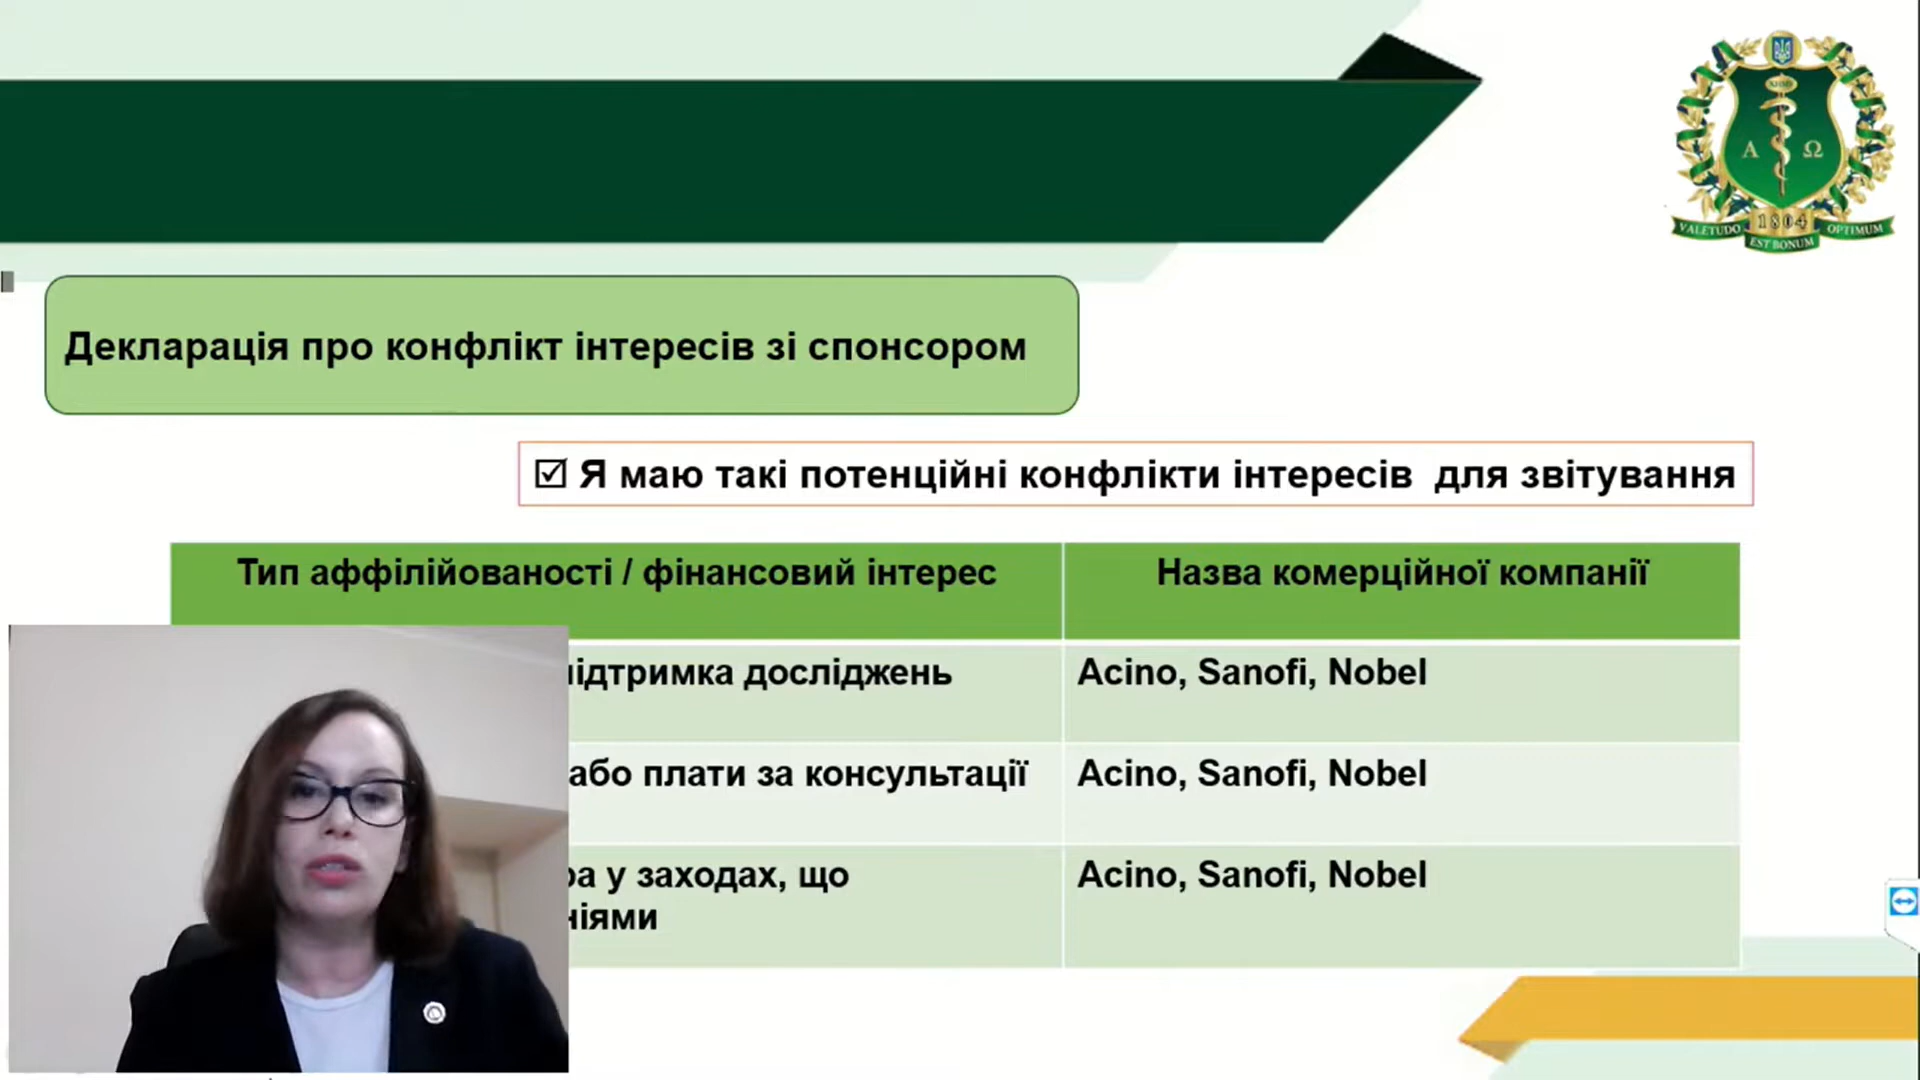 Α Ω
1804
VALETUDO EST BONUM OPTIMUM
Декларація про конфлікт інтересів зі спонсором
☑ Я маю такі потенційні конфлікти інтересів для звітування
Тип аффілійованості / фінансовий інтерес
Назва комерційної компанії
досліджень
Acino, Sanofi, Nobel
або плати за консультації
Acino, Sanofi, Nobel
у заходах, що
Acino, Sanofi, Nobel